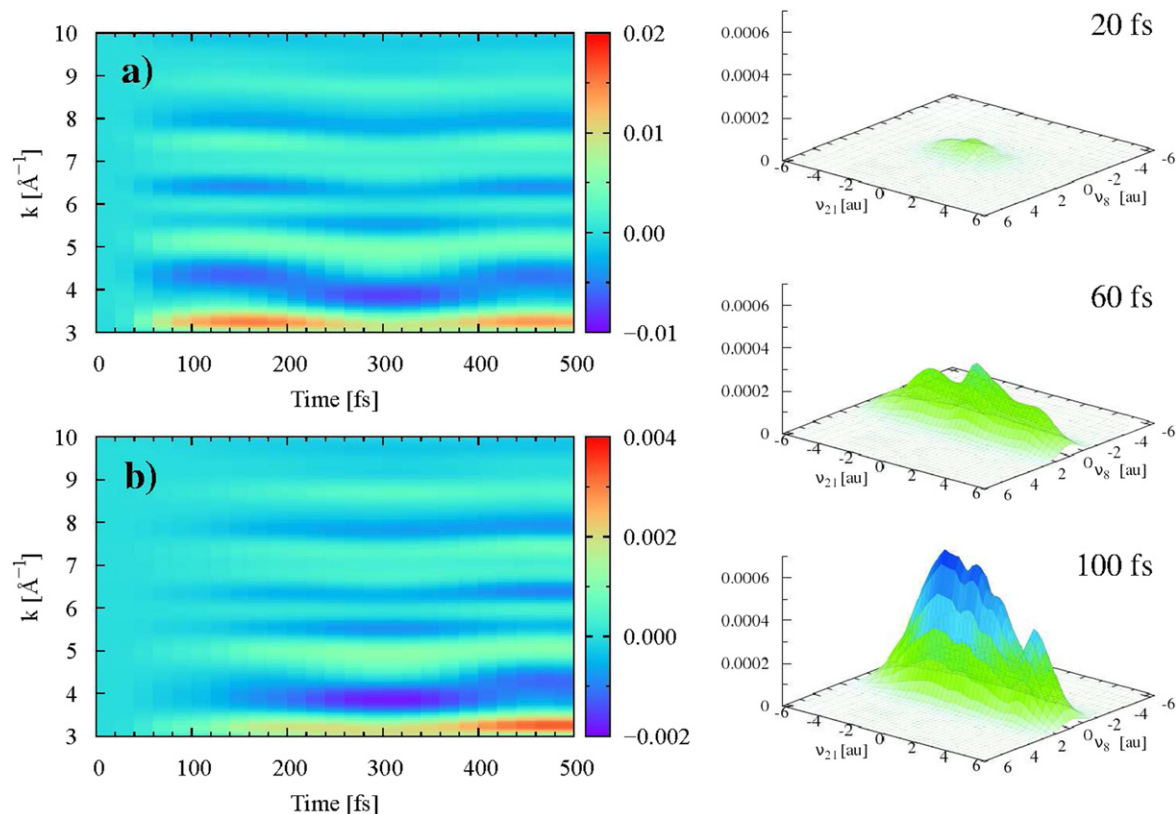 a)
k [Å⁻¹]
10
9
8
7
6
5
4
3
0 100 200 300 400 500
Time [fs]
0.02
0.01
0.00
−0.01
b)
k [Å⁻¹]
10
9
8
7
6
5
4
3
0 100 200 300 400 500
Time [fs]
0.004
0.002
0.000
−0.002
20 fs
0.0006
0.0004
0.0002
0
-6 -4 -2 0 2 4 6
ν₂₁[au]
6 4 2 0 -2 -4 -6
ν₈ [au]
60 fs
0.0006
0.0004
0.0002
0
-6 -4 -2 0 2 4 6
ν₂₁[au]
6 4 2 0 -2 -4 -6
ν₈ [au]
100 fs
0.0006
0.0004
0.0002
0
-6 -4 -2 0 2 4 6
ν₂₁[au]
6 4 2 0 -2 -4 -6
ν₈ [au]